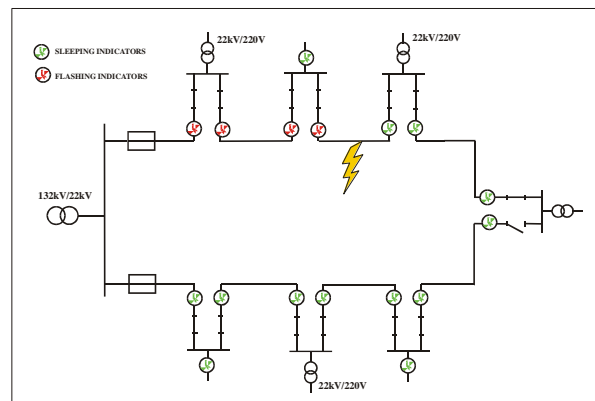 22kV/220V
22kV/220V
SLEEPING INDICATORS
FLASHING INDICATORS
132kV/22kV
22kV/220V